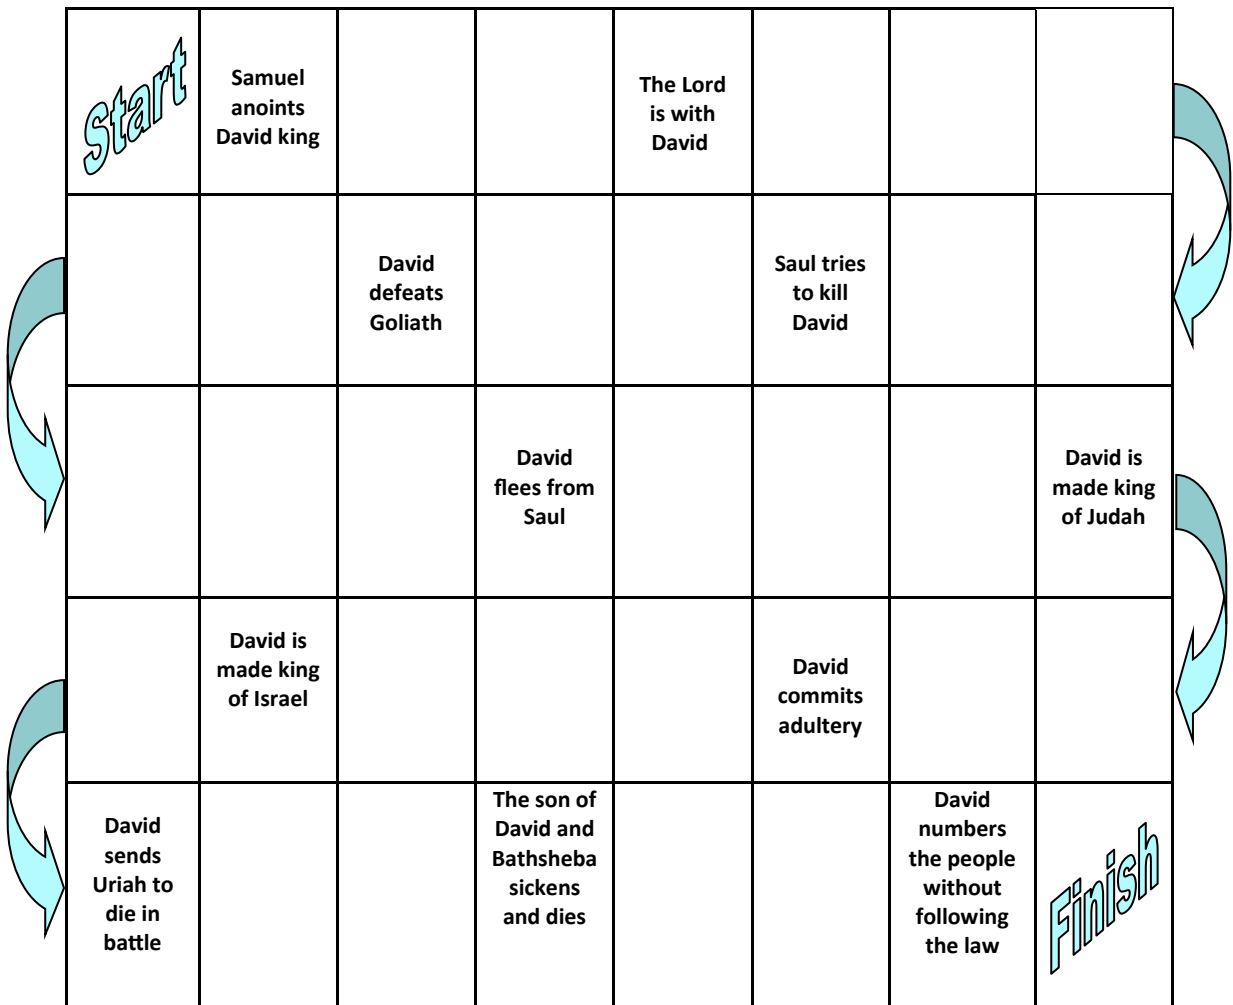 Start
Samuel
anoints
David king
The Lord
is with
David
David
defeats
Goliath
Saul tries
to kill
David
David
flees from
Saul
David is
made king
of Judah
David is
made king
of Israel
David
commits
adultery
David
sends
Uriah to
die in
battle
The son of
David and
Bathsheba
sickens
and dies
David
numbers
the people
without
following
the law
Finish